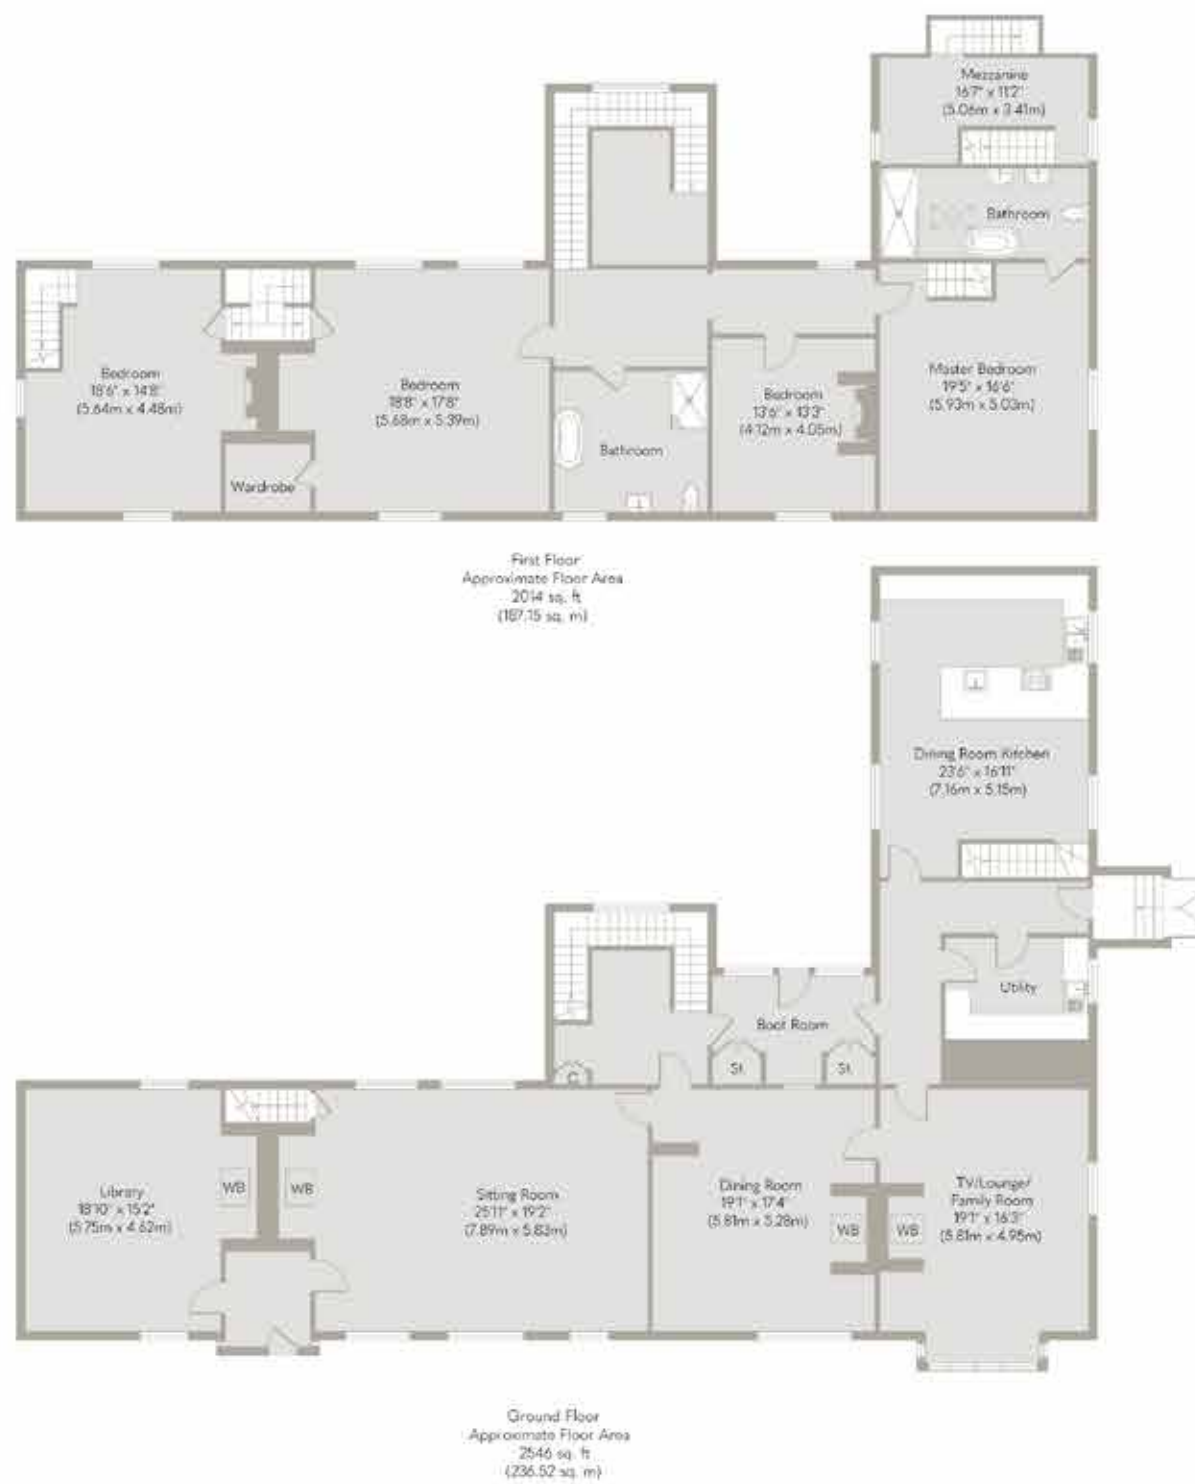 Mezzanine
16'7" x 11'2"
(5.06m x 3.41m)
Bathroom
Bedroom
18'6" x 14'8"
(5.64m x 4.48m)
Wardrobe
Bedroom
18'8" x 17'8"
(5.68m x 5.39m)
Bathroom
Bedroom
13'6" x 13'3"
(4.12m x 4.05m)
Master Bedroom
19'5" x 16'6"
(5.93m x 5.03m)
First Floor
Approximate Floor Area
2014 sq. ft
(187.15 sq. m)
Dining Room Kitchen
23'6" x 16'11"
(7.16m x 5.15m)
Utility
Boot Room
St
St
C
Library
18'10" x 15'2"
(5.75m x 4.62m)
WB
WB
Sitting Room
25'11" x 19'2"
(7.89m x 5.83m)
Dining Room
19'1" x 17'4"
(5.81m x 5.28m)
WB
WB
TV/Lounge/
Family Room
19'1" x 16'3"
(5.81m x 4.95m)
Ground Floor
Approximate Floor Area
2546 sq. ft
(236.52 sq. m)